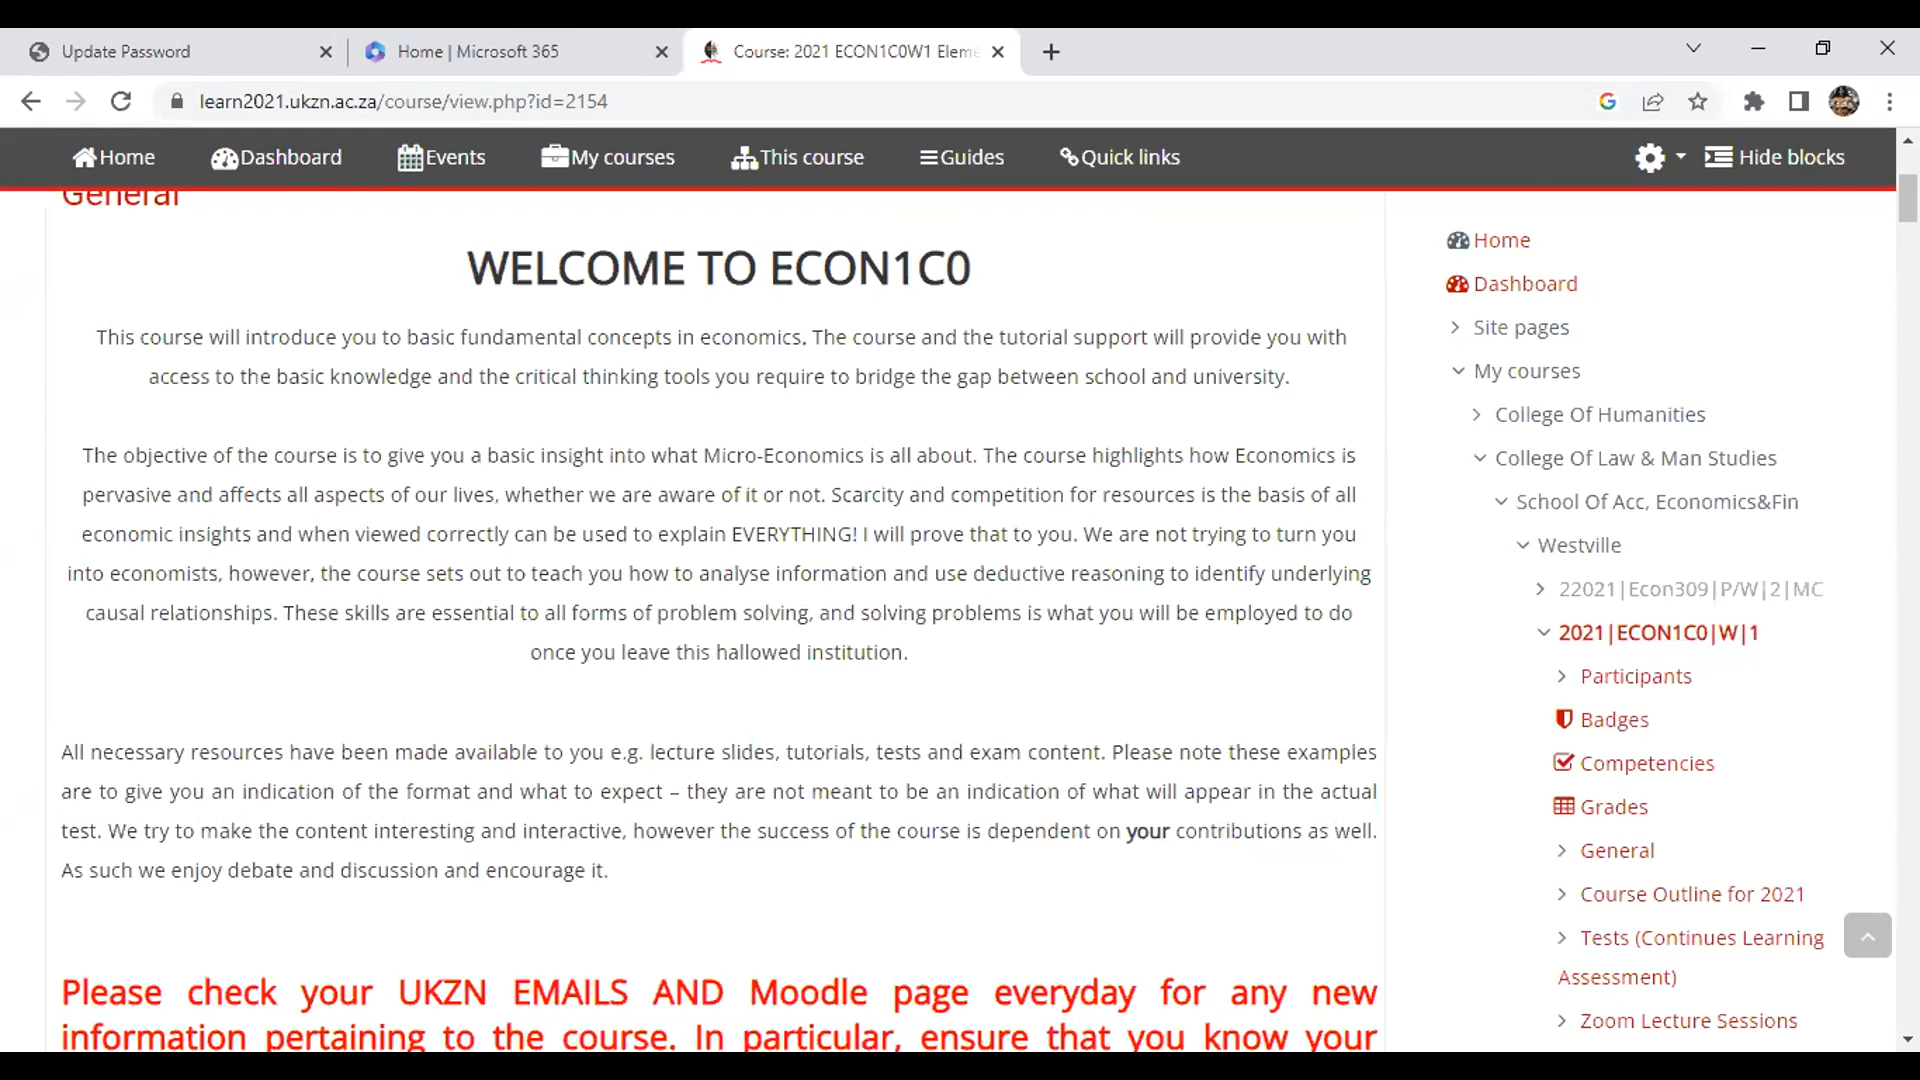 Update Password
Home | Microsoft 365
Course: 2021 ECON1C0W1 Elem
learn2021.ukzn.ac.za/course/view.php?id=2154
Home
Dashboard
Events
My courses
This course
Guides
Quick links
Hide blocks
General
WELCOME TO ECON1C0
This course will introduce you to basic fundamental concepts in economics. The course and the tutorial support will provide you with
access to the basic knowledge and the critical thinking tools you require to bridge the gap between school and university.
The objective of the course is to give you a basic insight into what Micro-Economics is all about. The course highlights how Economics is
pervasive and affects all aspects of our lives, whether we are aware of it or not. Scarcity and competition for resources is the basis of all
economic insights and when viewed correctly can be used to explain EVERYTHING! I will prove that to you. We are not trying to turn you
into economists, however, the course sets out to teach you how to analyse information and use deductive reasoning to identify underlying
causal relationships. These skills are essential to all forms of problem solving, and solving problems is what you will be employed to do
once you leave this hallowed institution.
All necessary resources have been made available to you e.g. lecture slides, tutorials, tests and exam content. Please note these examples
are to give you an indication of the format and what to expect – they are not meant to be an indication of what will appear in the actual
test. We try to make the content interesting and interactive, however the success of the course is dependent on your contributions as well.
As such we enjoy debate and discussion and encourage it.
Please check your UKZN EMAILS AND Moodle page everyday for any new
information pertaining to the course. In particular, ensure that you know your
Home
Dashboard
Site pages
My courses
College Of Humanities
College Of Law & Man Studies
School Of Acc, Economics&Fin
Westville
22021|Econ309|P/W|2|MC
2021|ECON1C0|W|1
Participants
Badges
Competencies
Grades
General
Course Outline for 2021
Tests (Continues Learning
Assessment)
Zoom Lecture Sessions